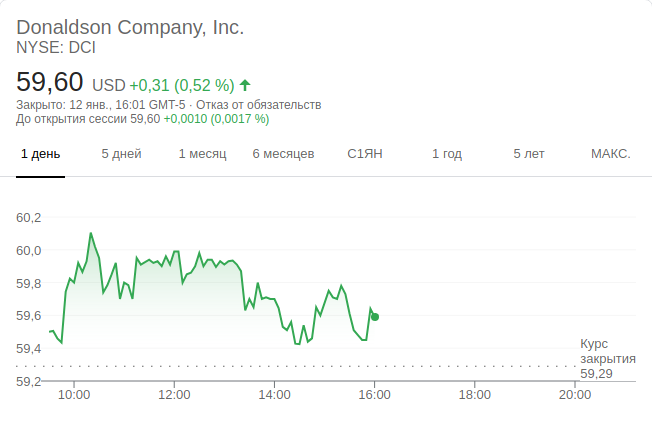 Donaldson Company, Inc.
NYSE: DCI
59,60 USD +0,31 (0,52 %)
Закрыто: 12 янв., 16:01 GMT-5 · Отказ от обязательств
До открытия сессии 59,60 +0,0010 (0,0017 %)
1 день 5 дней 1 месяц 6 месяцев С1ЯН 1 год 5 лет МАКС.
60,2
60,0
59,8
59,6
59,4
59,2
Курс
закрытия
59,29
10:00 12:00 14:00 16:00 18:00 20:00